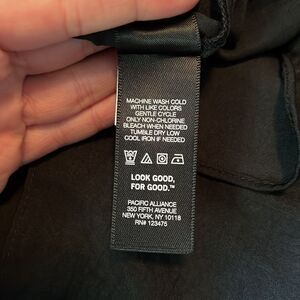 MACHINE WASH COLD
WITH LIKE COLORS
GENTLE CYCLE
ONLY NON-CHLORINE
BLEACH WHEN NEEDED
TUMBLE DRY LOW
COOL IRON IF NEEDED
LOOK GOOD.
FOR GOOD.™
PACIFIC ALLIANCE
350 FIFTH AVENUE
NEW YORK, NY 10118
RN# 123475